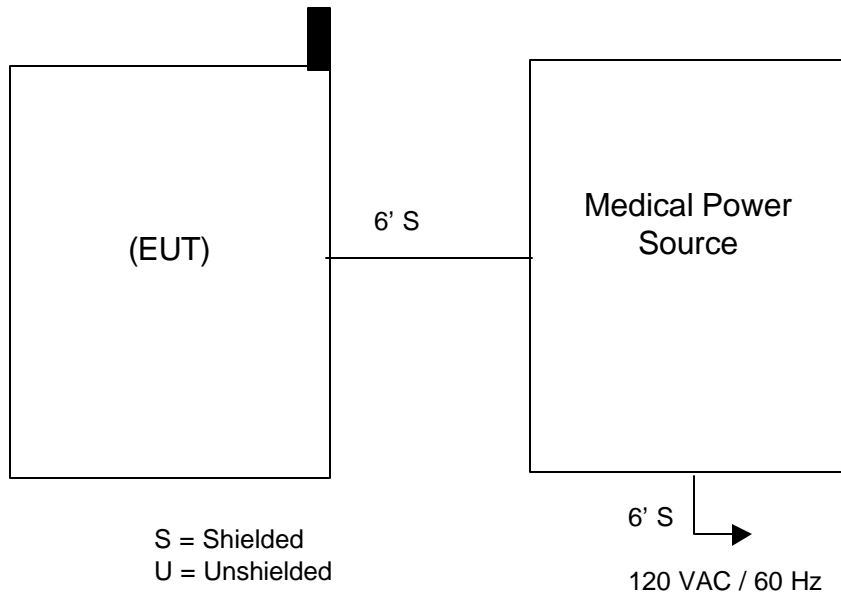 (EUT)
6’ S
Medical Power
Source
S = Shielded
U = Unshielded
6’ S
120 VAC / 60 Hz